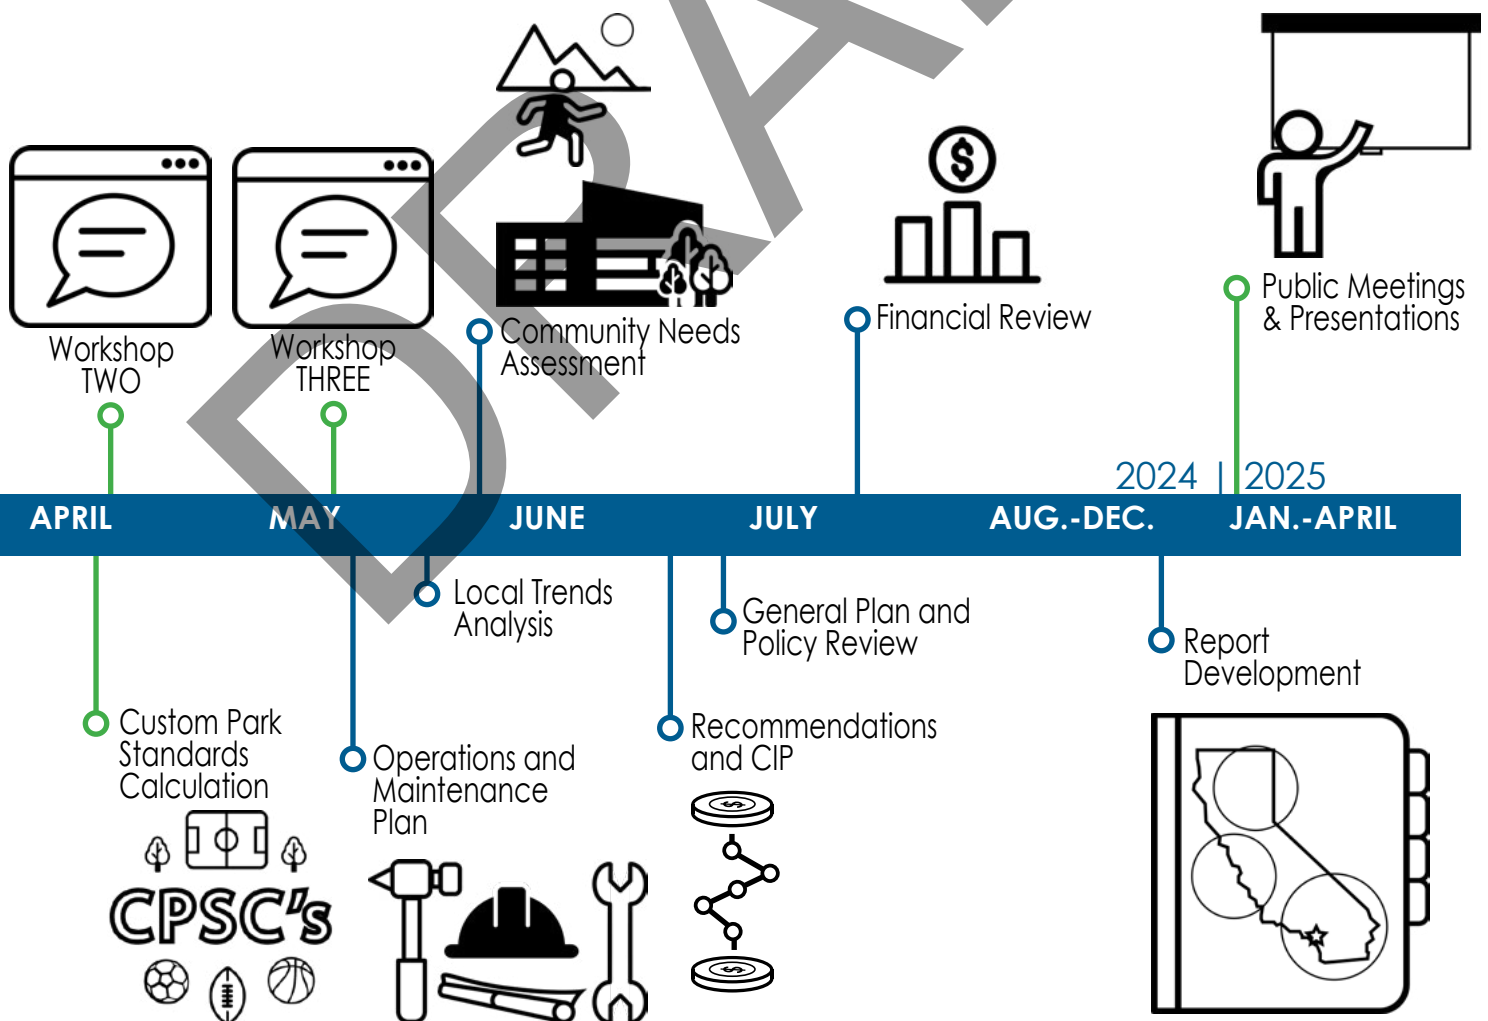 Workshop
TWO
Workshop
THREE
Community Needs
Assessment
$
Financial Review
Public Meetings
& Presentations
2024 | 2025
APRIL
MAY
JUNE
JULY
AUG.-DEC.
JAN.-APRIL
Local Trends
Analysis
General Plan and
Policy Review
Report
Development
Custom Park
Standards
Calculation
Operations and
Maintenance
Plan
Recommendations
and CIP
CPSC's
$
$